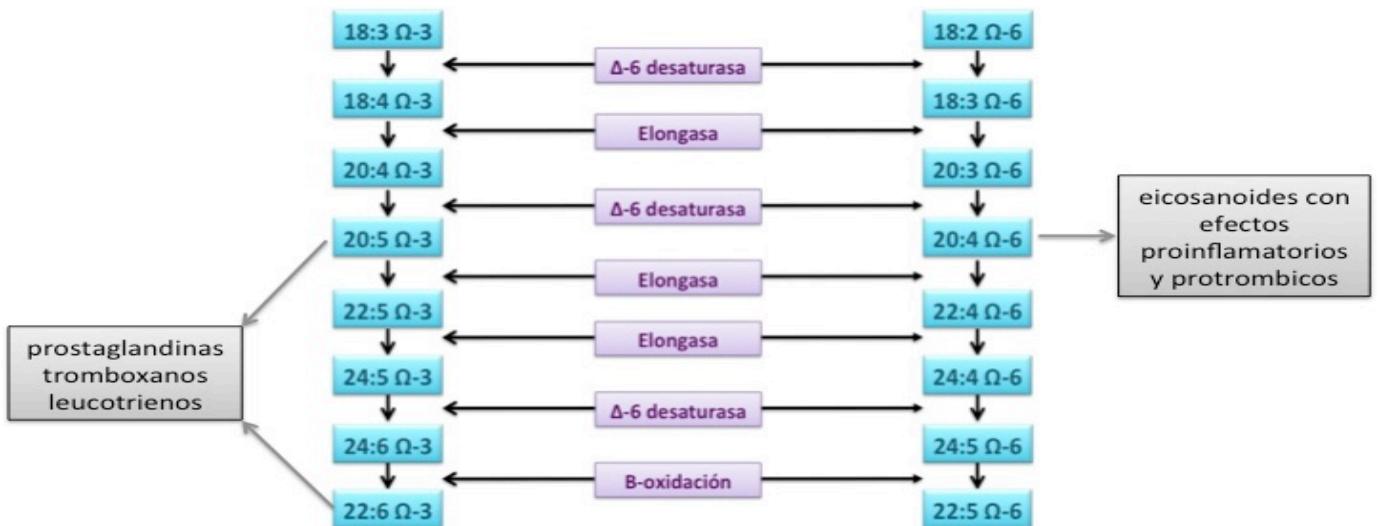 18:3 Ω-3
18:2 Ω-6
Δ-6 desaturasa
18:4 Ω-3
18:3 Ω-6
Elongasa
20:4 Ω-3
20:3 Ω-6
Δ-6 desaturasa
20:5 Ω-3
20:4 Ω-6
eicosanoides con
efectos
proinflamatorios
y protrombicos
Elongasa
22:5 Ω-3
22:4 Ω-6
Elongasa
prostaglandinas
tromboxanos
leucotrienos
24:5 Ω-3
24:4 Ω-6
Δ-6 desaturasa
24:6 Ω-3
24:5 Ω-6
B-oxidación
22:6 Ω-3
22:5 Ω-6